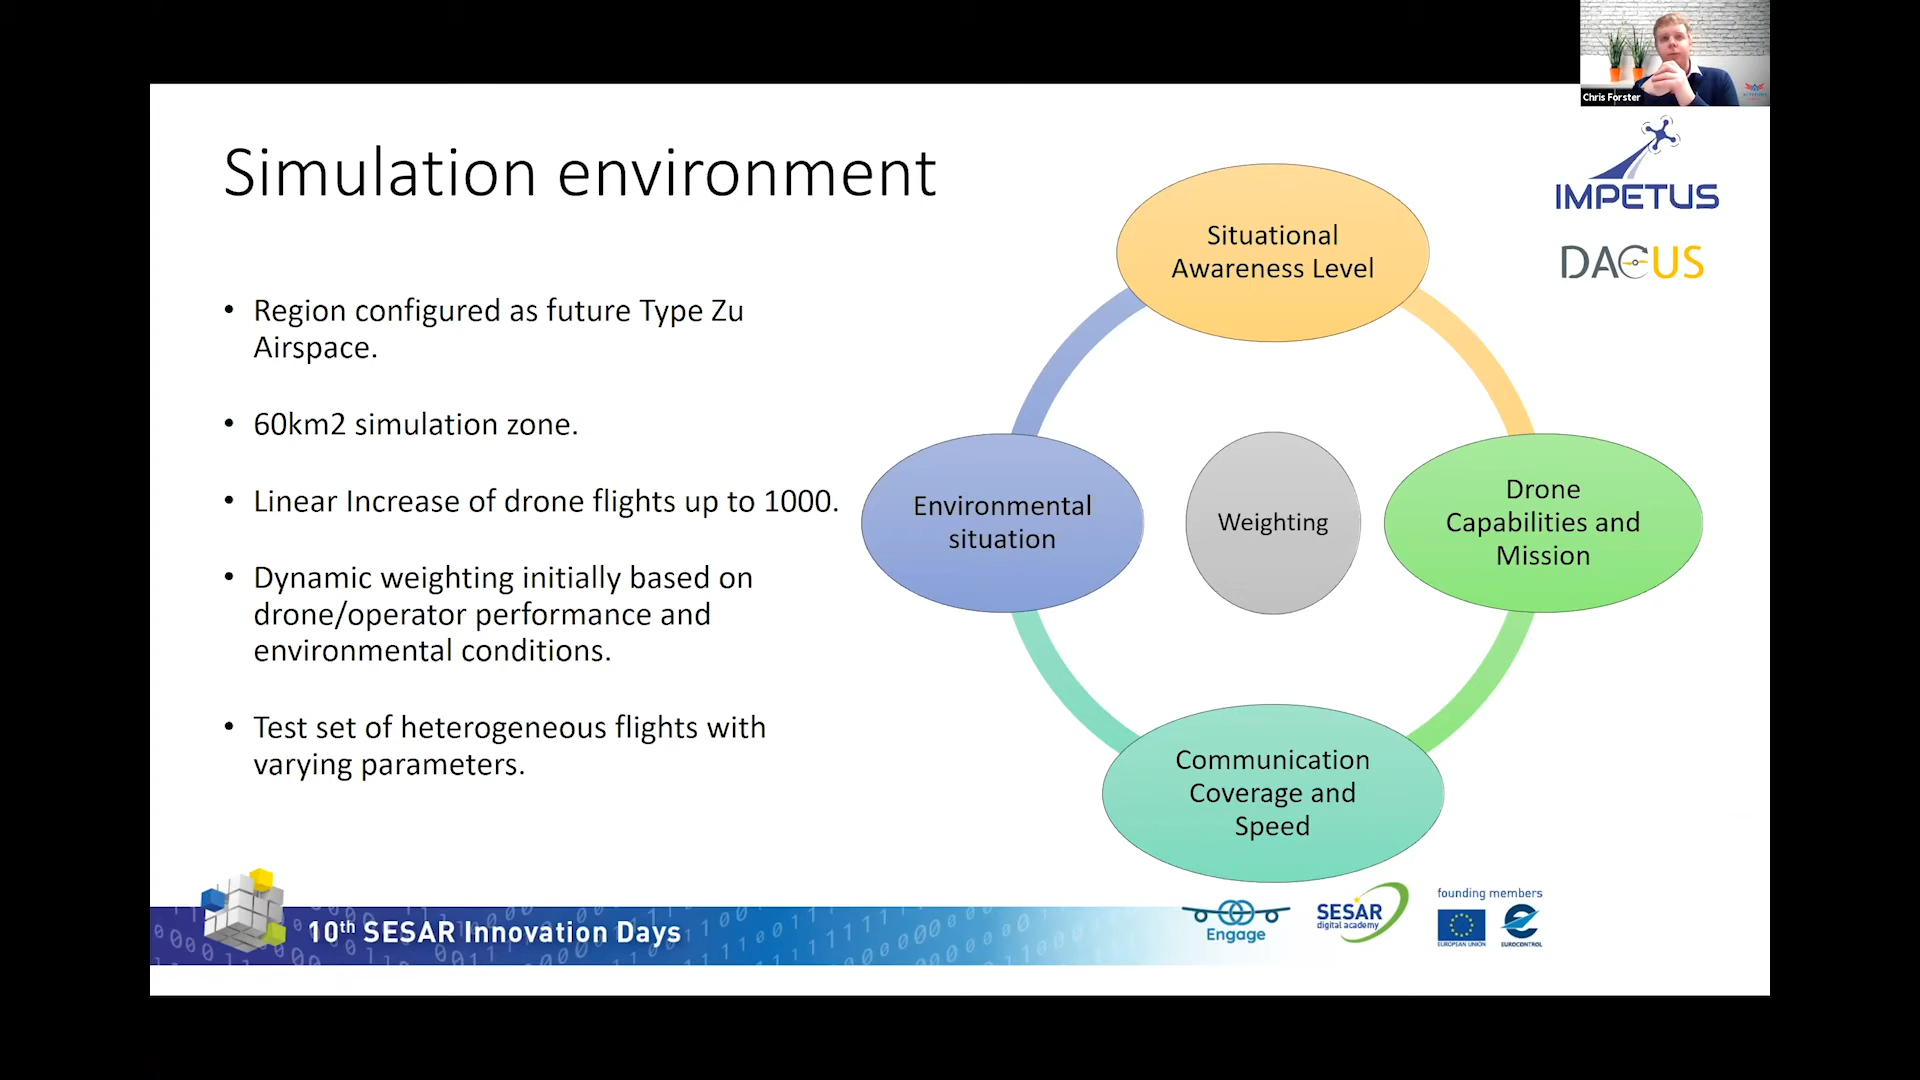 Chris Forster
Simulation environment
IMPETUS
DACUS
• Region configured as future Type Zu
Airspace.
• 60km2 simulation zone.
• Linear Increase of drone flights up to 1000.
• Dynamic weighting initially based on
drone/operator performance and
environmental conditions.
• Test set of heterogeneous flights with
varying parameters.
Situational
Awareness Level
Environmental
situation
Weighting
Drone
Capabilities and
Mission
Communication
Coverage and
Speed
10th SESAR Innovation Days
Engage
SESAR
digital academy
founding members
EUROPEAN UNION
EUROCONTROL